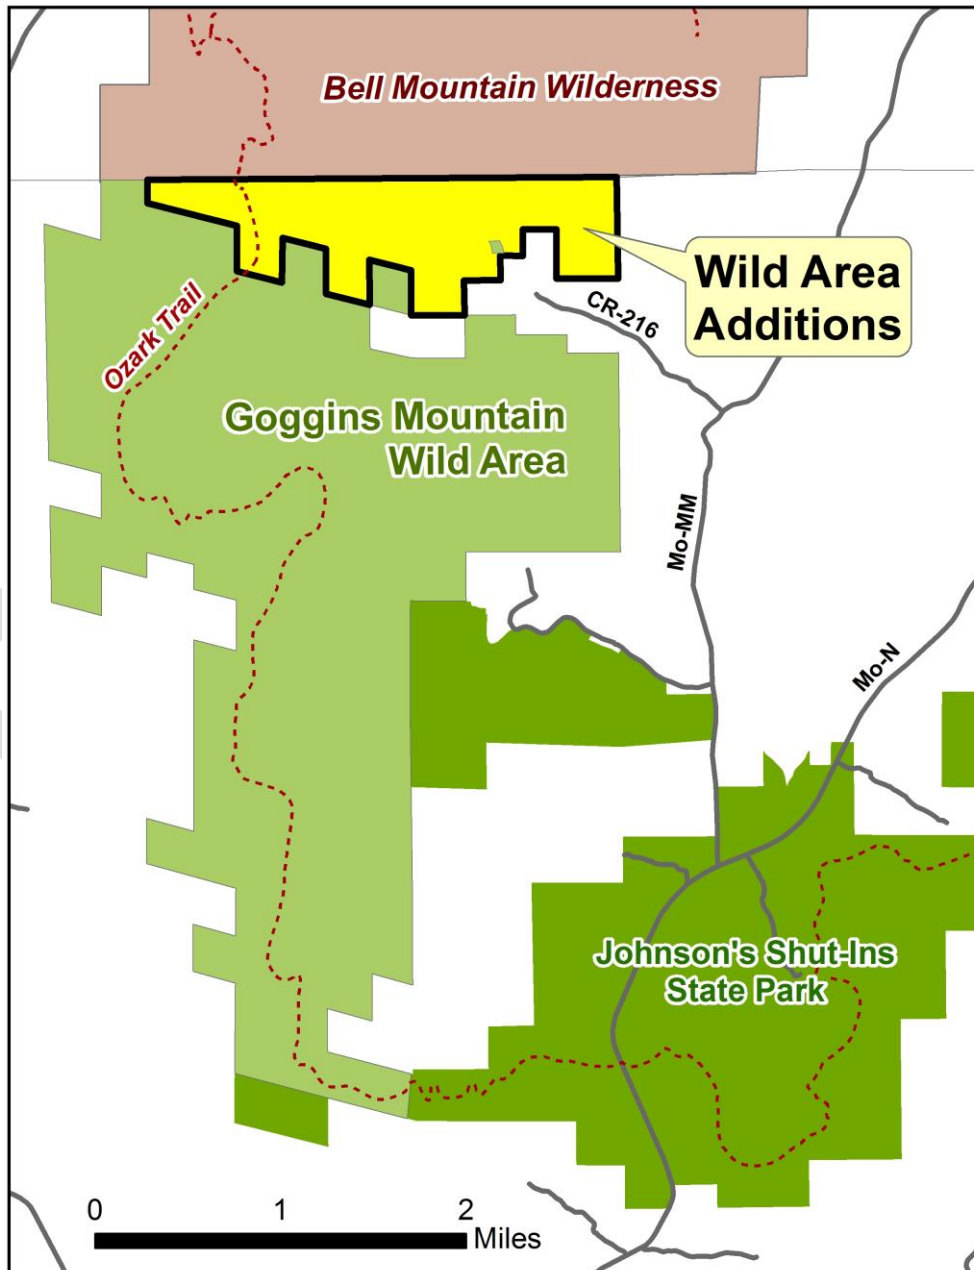 Bell Mountain Wilderness
Wild Area
Additions
CR-216
Ozark Trail
Goggins Mountain
Wild Area
Mo-MM
Mo-N
Johnson's Shut-Ins
State Park
0 1 2
Miles